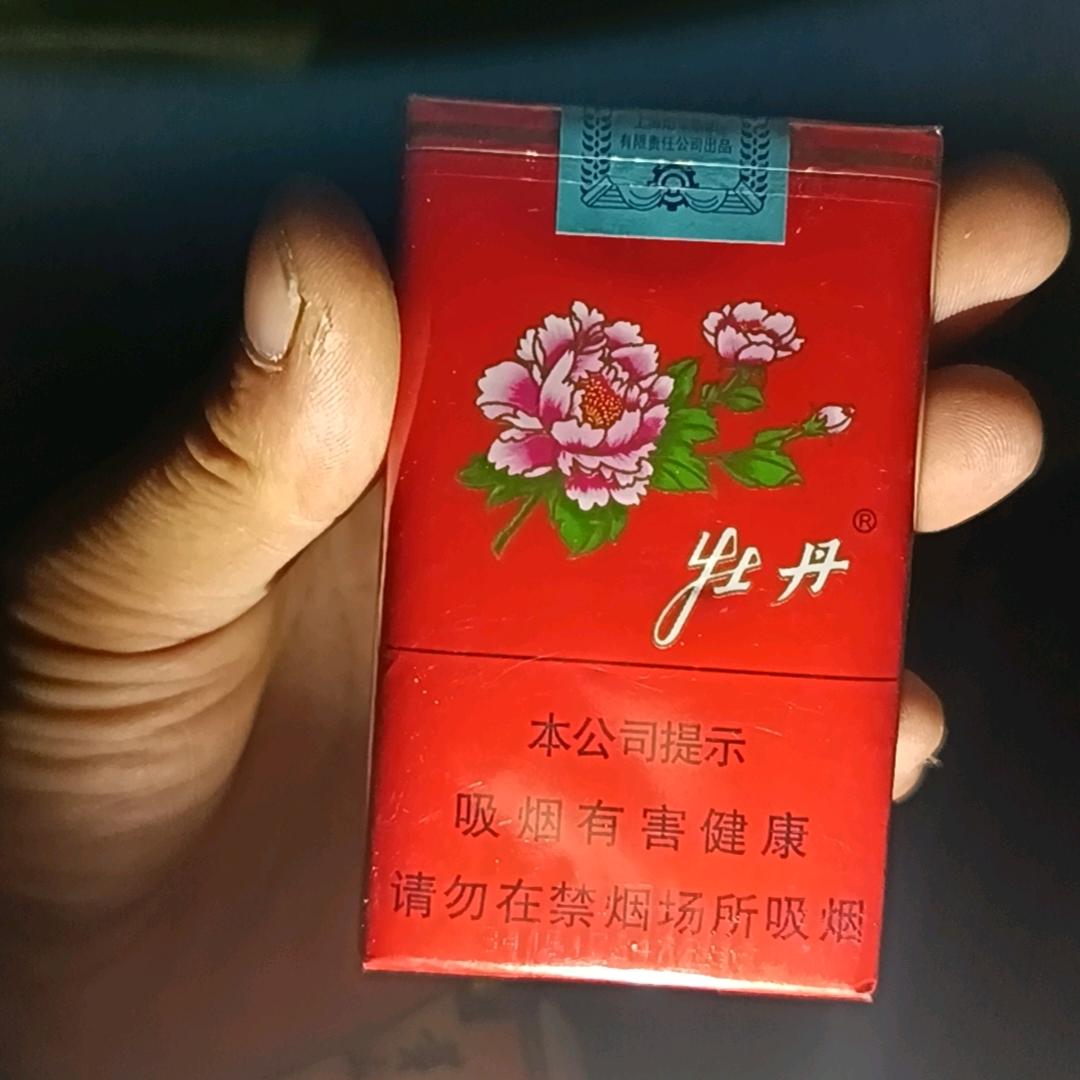 有限责任公司出品
牡丹®
本公司提示
吸烟有害健康
请勿在禁烟场所吸烟